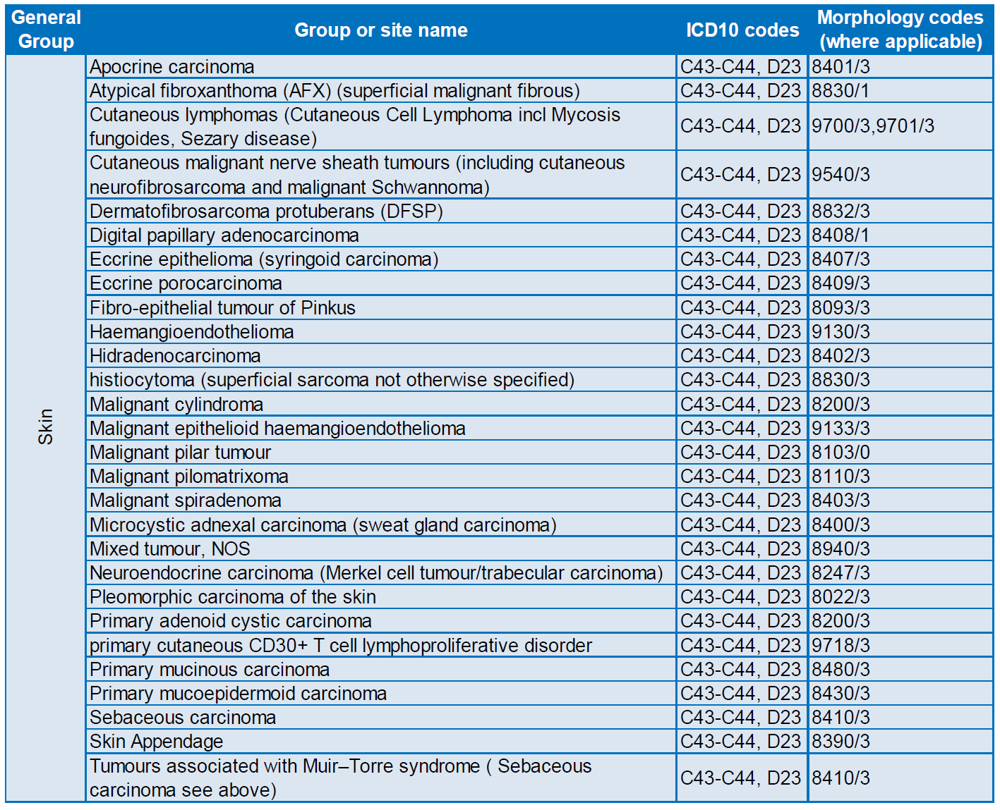 General Group | Group or site name | ICD10 codes | Morphology codes (where applicable)
Skin
Apocrine carcinoma | C43-C44, D23 | 8401/3
Atypical fibroxanthoma (AFX) (superficial malignant fibrous) | C43-C44, D23 | 8830/1
Cutaneous lymphomas (Cutaneous Cell Lymphoma incl Mycosis
fungoides, Sezary disease) | C43-C44, D23 | 9700/3,9701/3
Cutaneous malignant nerve sheath tumours (including cutaneous
neurofibrosarcoma and malignant Schwannoma) | C43-C44, D23 | 9540/3
Dermatofibrosarcoma protuberans (DFSP) | C43-C44, D23 | 8832/3
Digital papillary adenocarcinoma | C43-C44, D23 | 8408/1
Eccrine epithelioma (syringoid carcinoma) | C43-C44, D23 | 8407/3
Eccrine porocarcinoma | C43-C44, D23 | 8409/3
Fibro-epithelial tumour of Pinkus | C43-C44, D23 | 8093/3
Haemangioendothelioma | C43-C44, D23 | 9130/3
Hidradenocarcinoma | C43-C44, D23 | 8402/3
histiocytoma (superficial sarcoma not otherwise specified) | C43-C44, D23 | 8830/3
Malignant cylindroma | C43-C44, D23 | 8200/3
Malignant epithelioid haemangioendothelioma | C43-C44, D23 | 9133/3
Malignant pilar tumour | C43-C44, D23 | 8103/0
Malignant pilomatrixoma | C43-C44, D23 | 8110/3
Malignant spiradenoma | C43-C44, D23 | 8403/3
Microcystic adnexal carcinoma (sweat gland carcinoma) | C43-C44, D23 | 8400/3
Mixed tumour, NOS | C43-C44, D23 | 8940/3
Neuroendocrine carcinoma (Merkel cell tumour/trabecular carcinoma) | C43-C44, D23 | 8247/3
Pleomorphic carcinoma of the skin | C43-C44, D23 | 8022/3
Primary adenoid cystic carcinoma | C43-C44, D23 | 8200/3
primary cutaneous CD30+ T cell lymphoproliferative disorder | C43-C44, D23 | 9718/3
Primary mucinous carcinoma | C43-C44, D23 | 8480/3
Primary mucoepidermoid carcinoma | C43-C44, D23 | 8430/3
Sebaceous carcinoma | C43-C44, D23 | 8410/3
Skin Appendage | C43-C44, D23 | 8390/3
Tumours associated with Muir–Torre syndrome ( Sebaceous
carcinoma see above) | C43-C44, D23 | 8410/3